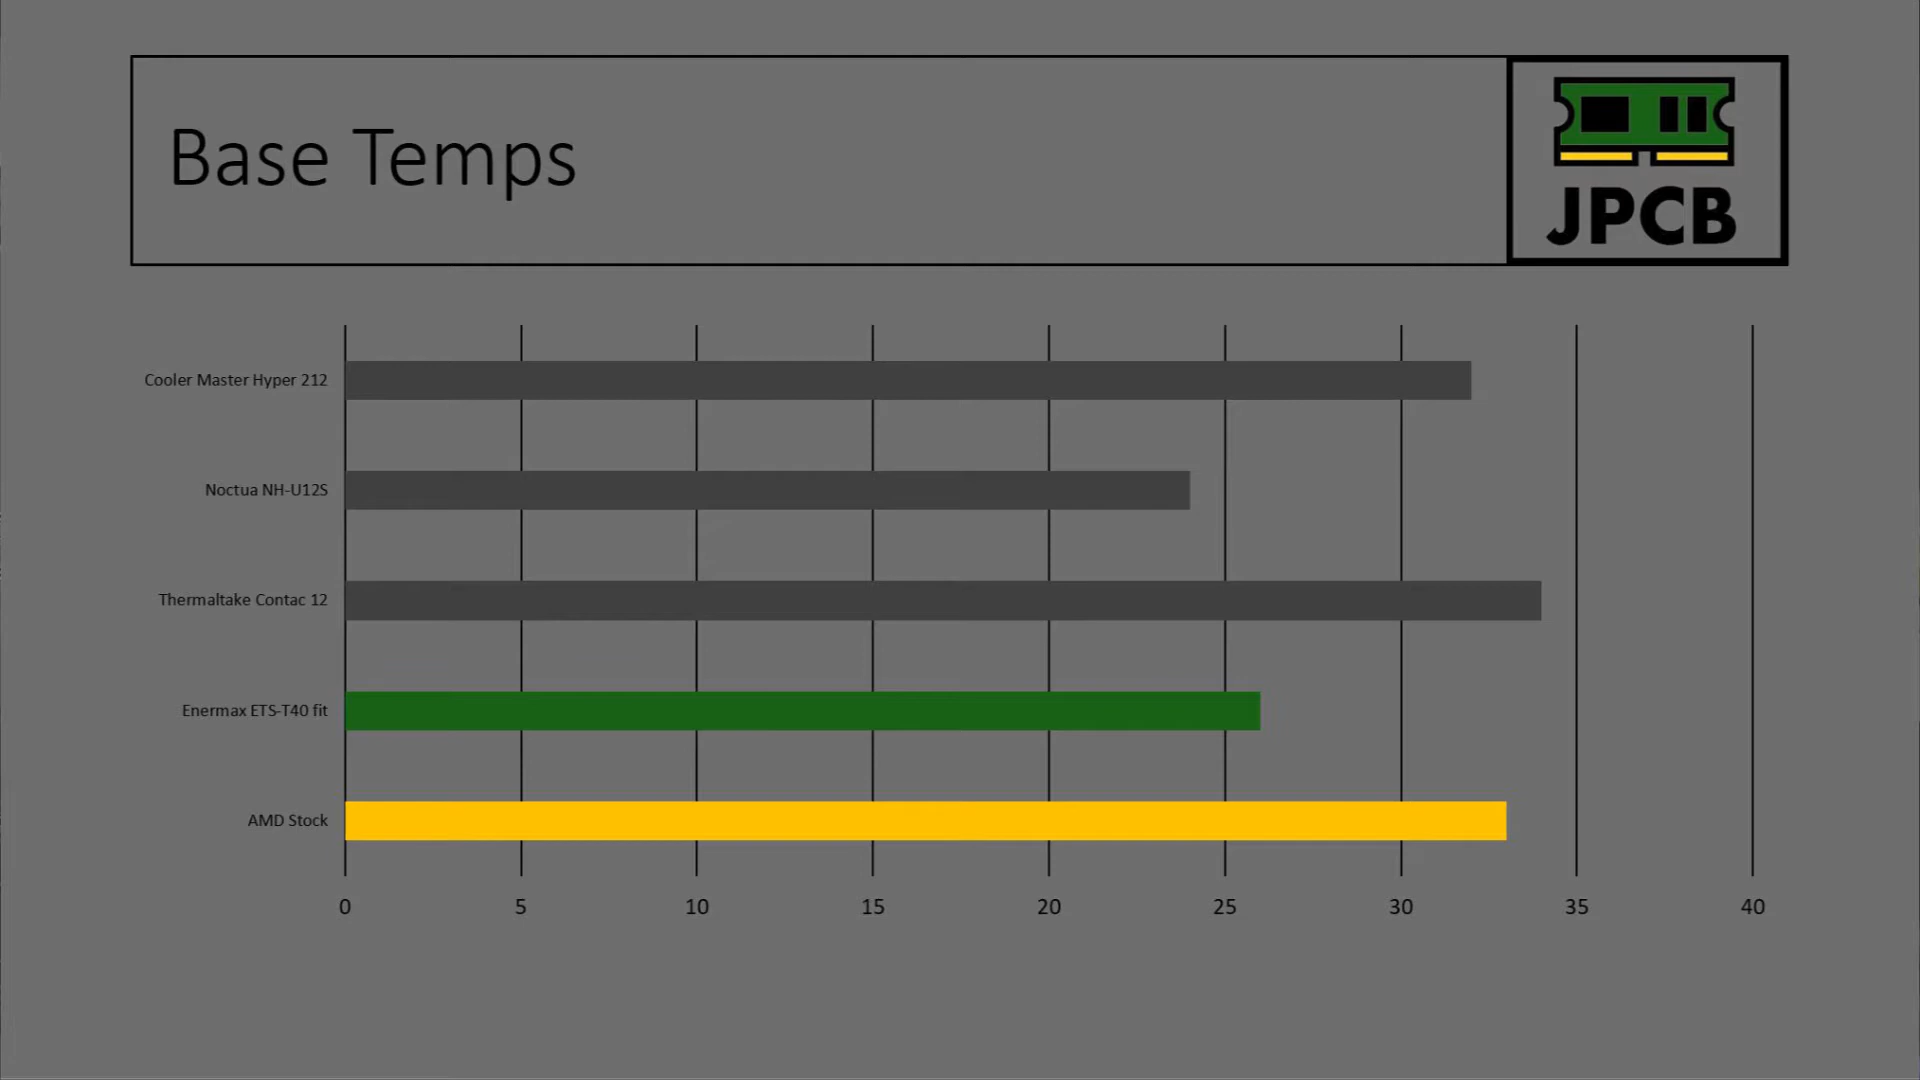 Base Temps
JPCB
Cooler Master Hyper 212
Noctua NH-U12S
Thermaltake Contac 12
Enermax ETS-T40 fit
AMD Stock
0 5 10 15 20 25 30 35 40